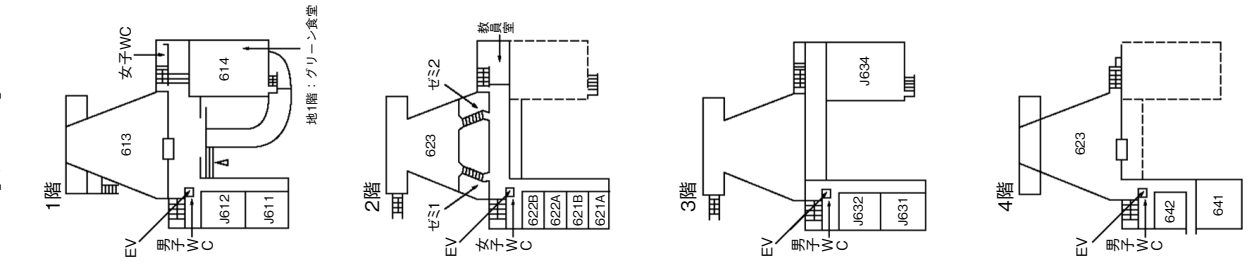 1階
613
女子WC
614
地1階：グリーン食堂
J612
J611
EV
男子WC
2階
623
ゼミ1
ゼミ2
教員室
622B
622A
621B
621A
EV
女子WC
3階
J634
J632
J631
EV
男子WC
4階
623
642
641
EV
男子WC